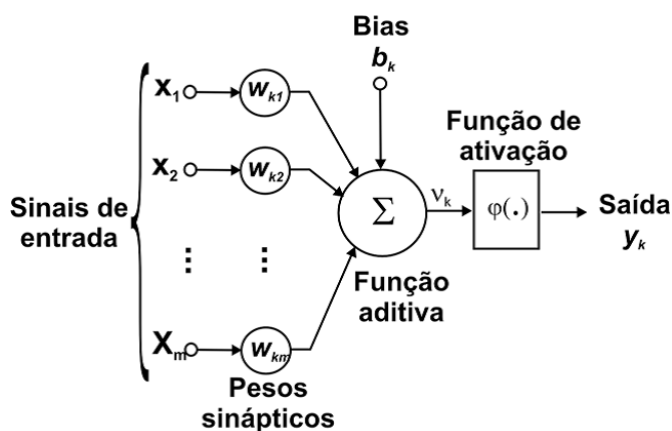 Bias
b_k
x_1
w_k1
Função de
ativação
x_2
w_k2
Σ
ν_k
φ(.)
Saída
y_k
Sinais de
entrada
Função
aditiva
X_m
w_km
Pesos
sinápticos